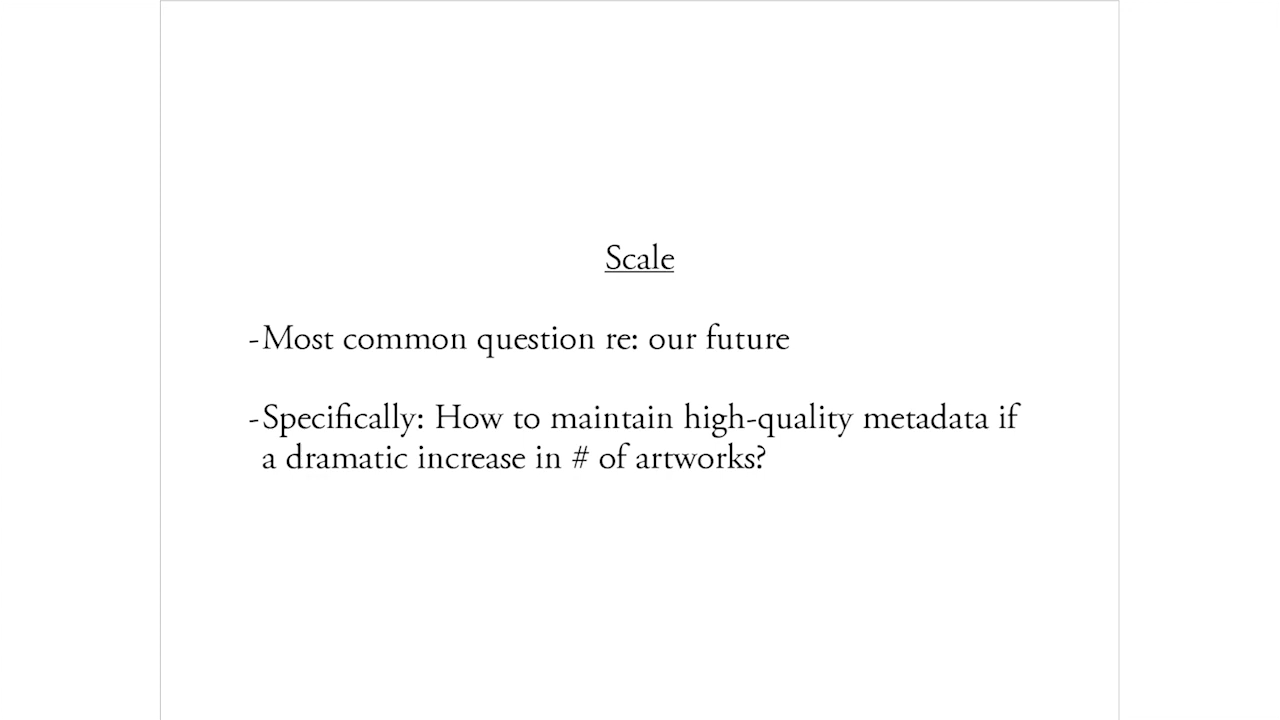 Scale
-Most common question re: our future
-Specifically: How to maintain high-quality metadata if
a dramatic increase in # of artworks?